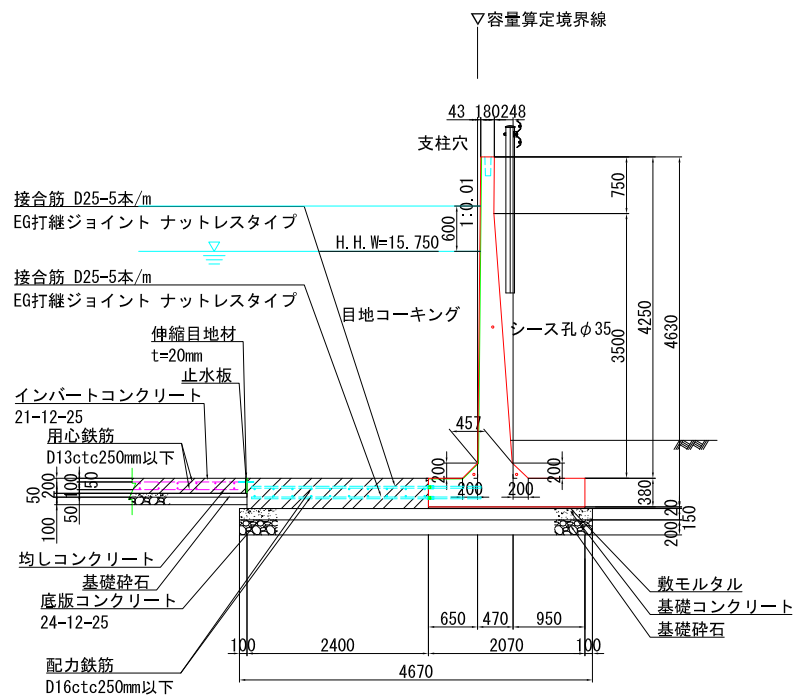 ▽容量算定境界線
43 180 248
支柱穴
接合筋 D25-5本/m
EG打継ジョイント ナットレスタイプ
1:0.01
600
750
H.H.W=15.750
接合筋 D25-5本/m
EG打継ジョイント ナットレスタイプ
目地コーキング
シース孔φ35
3500
4250
4630
伸縮目地材
t=20mm
止水板
インバートコンクリート
21-12-25
用心鉄筋
D13ctc250mm以下
457
200
200
200
200
50
200
100
50
50
100
380
20
150
200
均しコンクリート
基礎砕石
底版コンクリート
24-12-25
敷モルタル
基礎コンクリート
基礎砕石
650 470 950
100 2400 2070 100
4670
配力鉄筋
D16ctc250mm以下